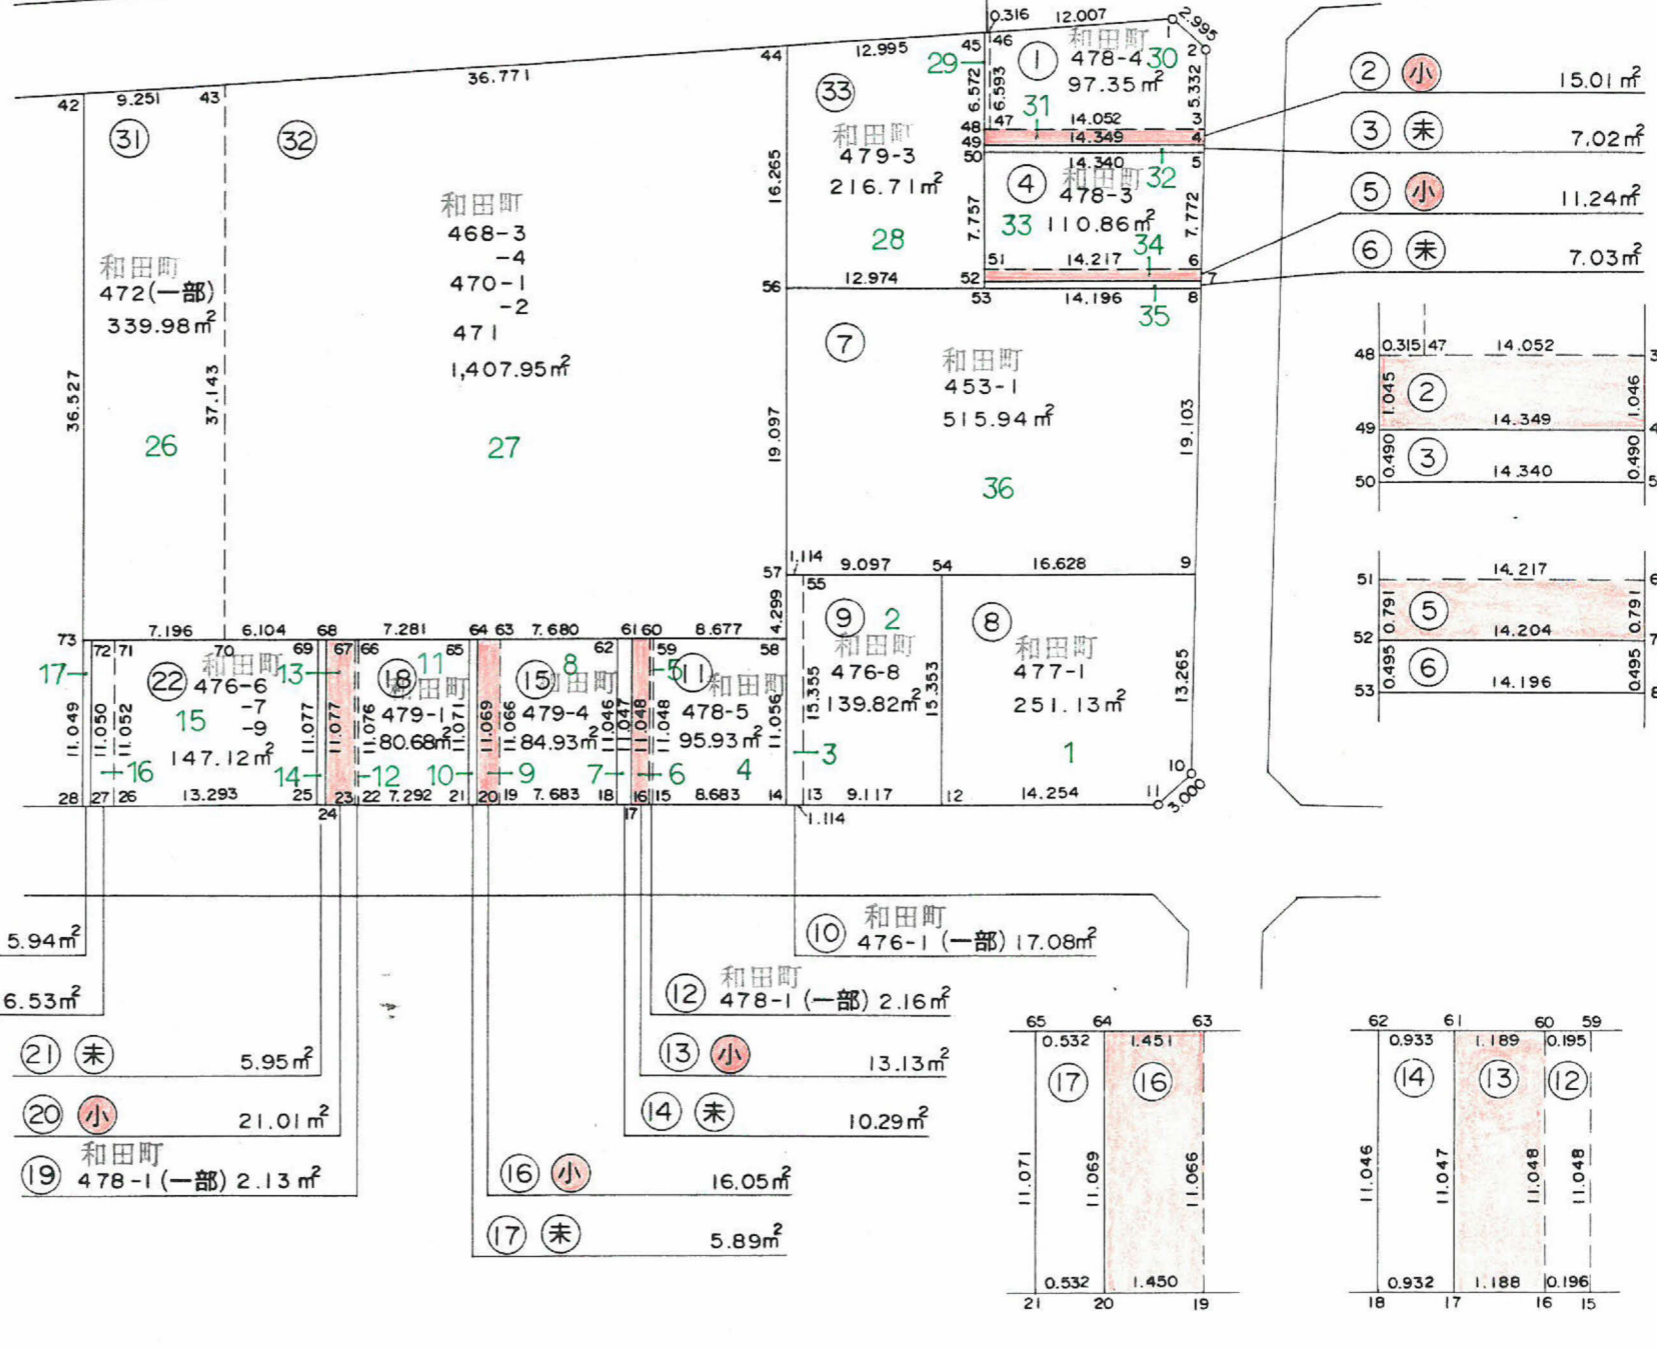 0.316 12.007 2.995
44 12.995 45 46 1 2
29 ① 和田町 30
478-4
97.35㎡
6.572 6.593 5.332
31
48 47 14.052 3
49 14.349 4
50 14.340 5
32
② 小 15.01㎡
③ 未 7.02㎡
⑤ 小 11.24㎡
⑥ 未 7.03㎡
42 9.251 43 36.771
㉛ ㉜
和田町
468-3
-4
470-1
-2
471
1,407.95㎡
27
和田町
472(一部)
339.98㎡
26
36.527 37.143
㉝
和田町
479-3
216.71㎡
28
16.265
④ 和田町
478-3
33 110.86㎡
34
7.757 7.772
51 14.217 6
52 7
56 12.974 53 14.196 8
35
⑦
和田町
453-1
515.94㎡
36
19.097 19.103
48 0.315 47 14.052 3
1.045 ② 1.046
49 14.349 4
0.490 ③ 0.490
50 14.340 5
51 14.217 6
0.791 ⑤ 0.791
52 14.204 7
0.495 ⑥ 0.495
53 14.196 8
57 1.114 9.097 54 16.628 9
55
4.299
⑨ 2
和田町
476-8
139.82㎡
15.355 15.353
3
⑧
和田町
477-1
251.13㎡
1
13.265
10
11 3.000
73 7.196 6.104 68 7.281 64 63 7.680 61 60 8.677
72 71 70 69 67 66 65 62 59 58
17 ㉒ 和田町
476-6
-7
-9
15
147.12㎡
16
11.049 11.050 11.052 11.077 11.077 11.076
13 14
⑱ 11
和田町
479-1
80.68㎡
12 10
11.071 11.069 11.066
⑮ 8
和田町
479-4
84.93㎡
9 7
11.046 11.047 11.048 11.048
5 ⑪
和田町
478-5
95.93㎡
6 4
11.056
28 27 26 13.293 25 23 22 7.292 21 20 19 7.683 18 16 15 8.683 14 13 9.117 12 14.254
24 17 1.114
5.94㎡
6.53㎡
㉑ 未 5.95㎡
⑳ 小 21.01㎡
和田町
⑲ 478-1(一部) 2.13㎡
和田町
⑩ 476-1(一部) 17.08㎡
和田町
⑫ 478-1(一部) 2.16㎡
⑬ 小 13.13㎡
⑭ 未 10.29㎡
⑯ 小 16.05㎡
⑰ 未 5.89㎡
65 64 63
0.532 1.451
⑰ ⑯
11.071 11.069 11.066
0.532 1.450
21 20 19
62 61 60 59
0.933 1.189 0.195
⑭ ⑬ ⑫
11.046 11.047 11.048 11.048
0.932 1.188 0.196
18 17 16 15